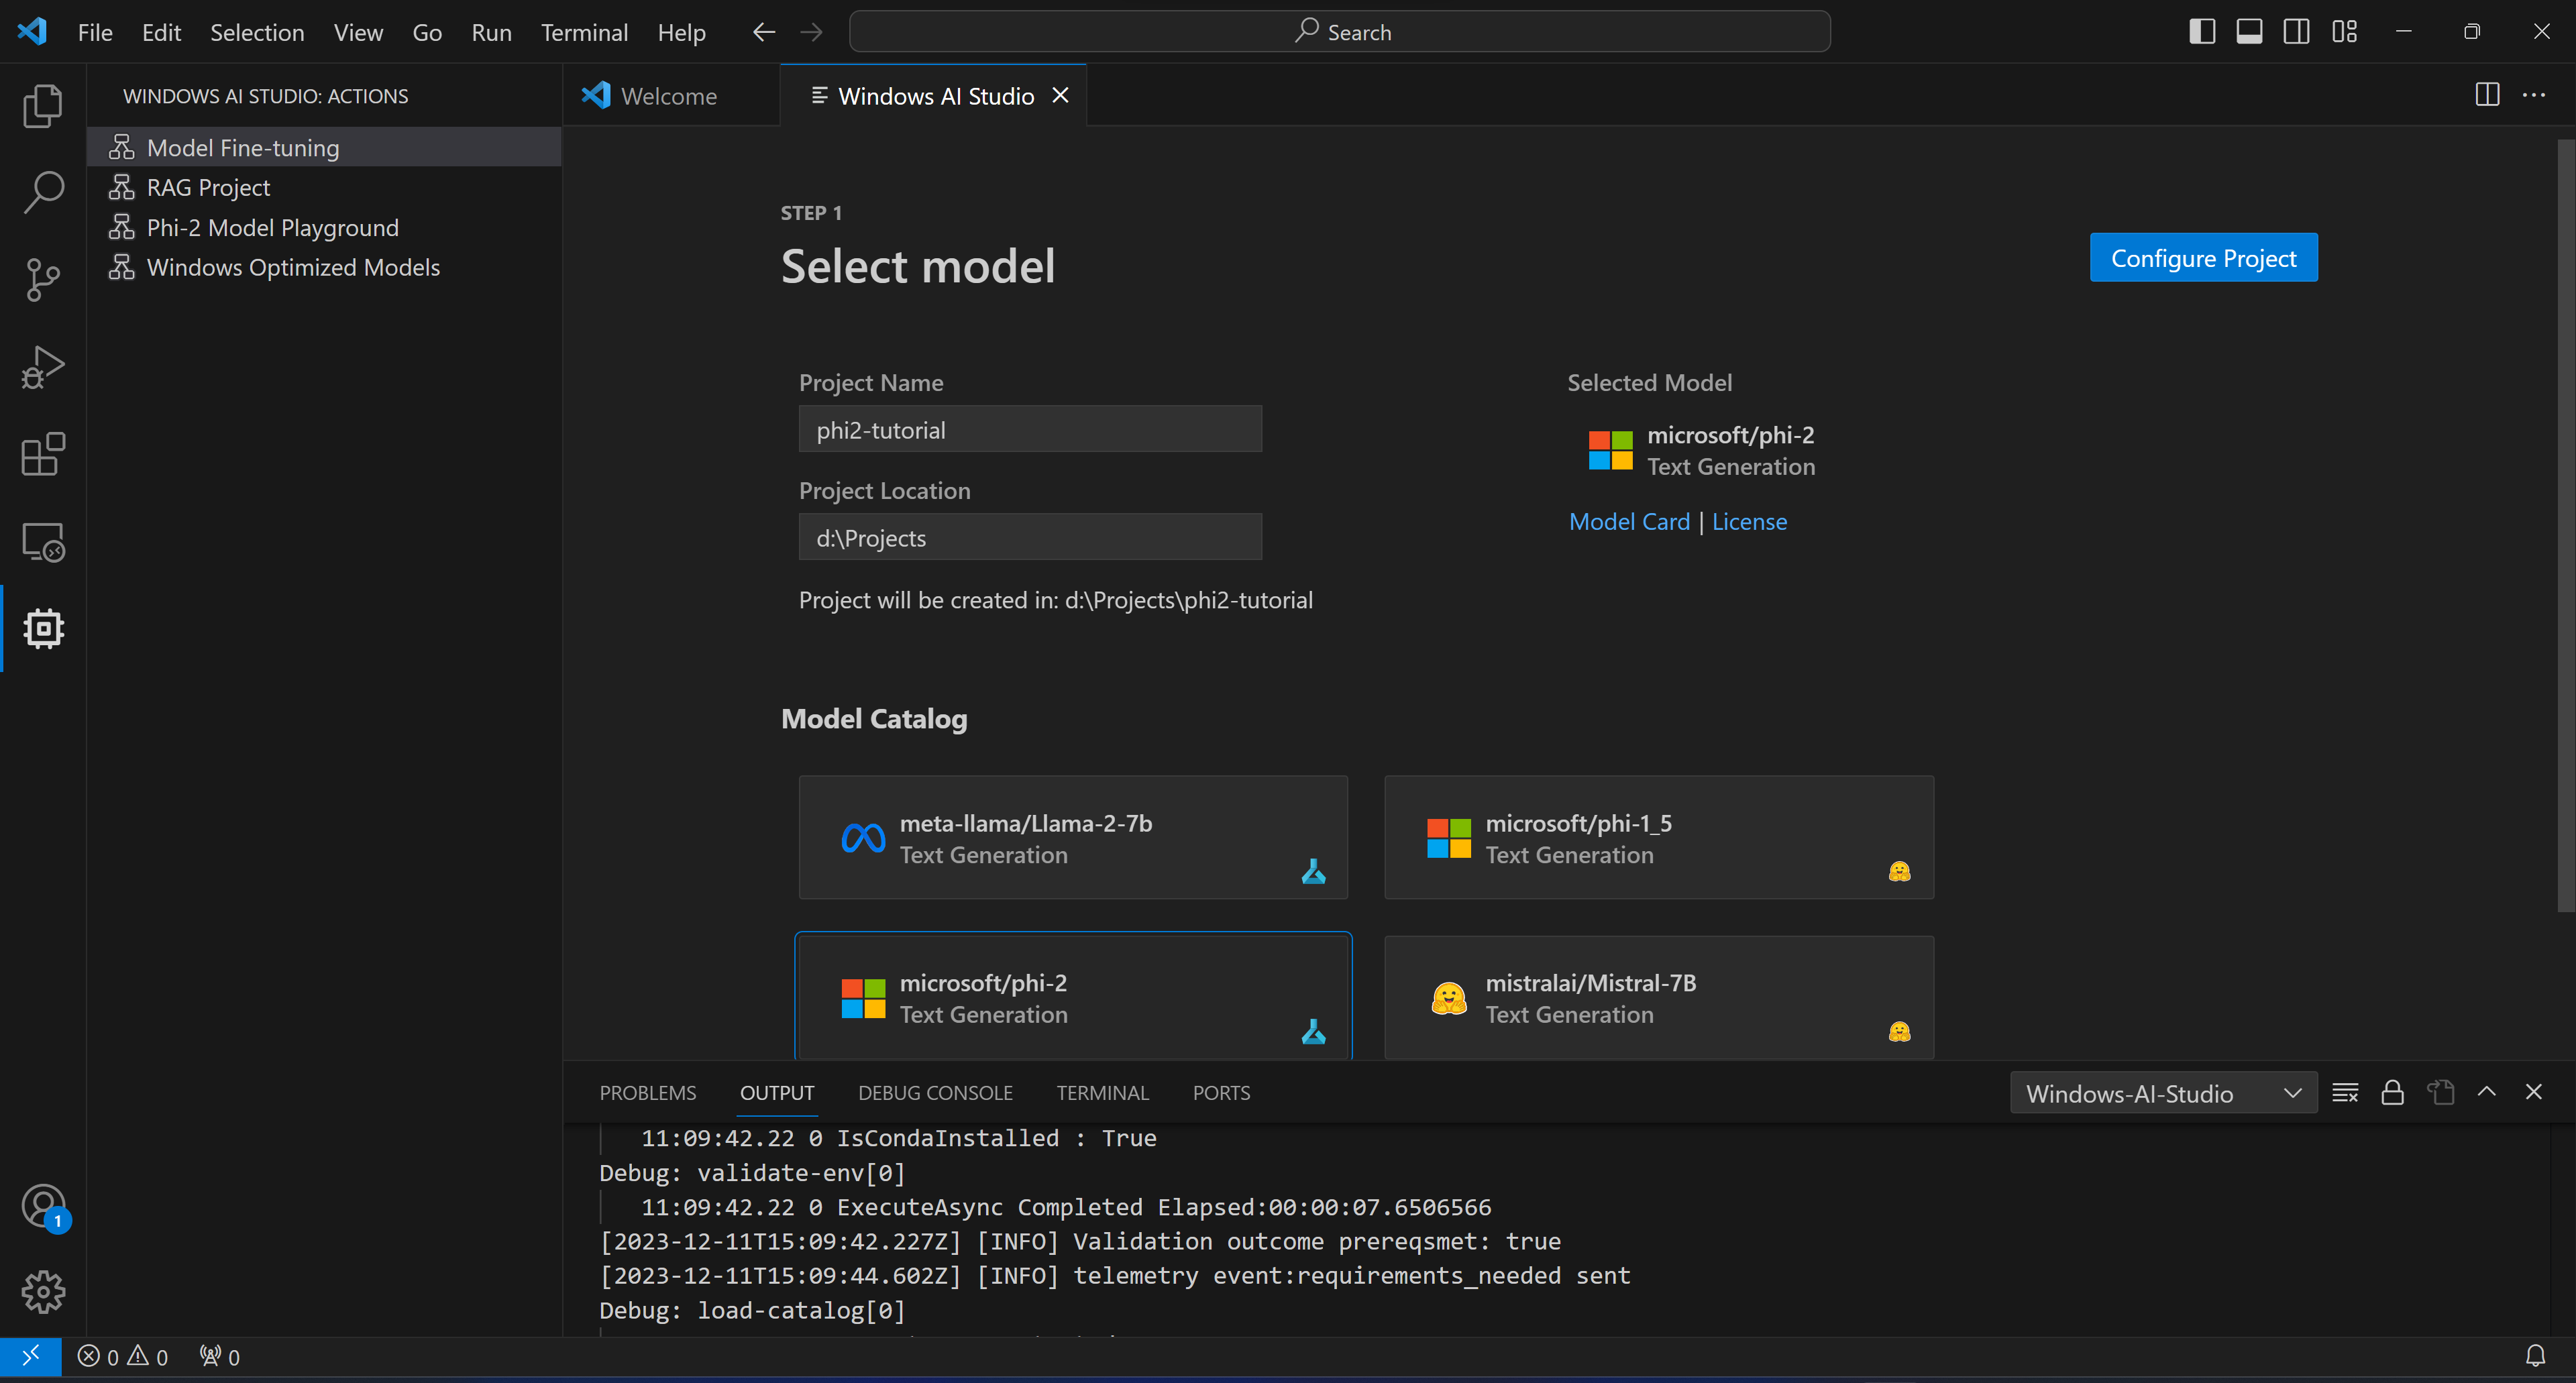 File Edit Selection View Go Run Terminal Help
Search
WINDOWS AI STUDIO: ACTIONS
Model Fine-tuning
RAG Project
Phi-2 Model Playground
Windows Optimized Models
Welcome
Windows AI Studio
STEP 1
Select model
Configure Project
Project Name
phi2-tutorial
Project Location
d:\Projects
Project will be created in: d:\Projects\phi2-tutorial
Selected Model
microsoft/phi-2
Text Generation
Model Card | License
Model Catalog
meta-llama/Llama-2-7b
Text Generation
microsoft/phi-1_5
Text Generation
microsoft/phi-2
Text Generation
mistralai/Mistral-7B
Text Generation
PROBLEMS OUTPUT DEBUG CONSOLE TERMINAL PORTS
Windows-AI-Studio
11:09:42.22 0 IsCondaInstalled : True
Debug: validate-env[0]
11:09:42.22 0 ExecuteAsync Completed Elapsed:00:00:07.6506566
[2023-12-11T15:09:42.227Z] [INFO] Validation outcome prereqsmet: true
[2023-12-11T15:09:44.602Z] [INFO] telemetry event:requirements_needed sent
Debug: load-catalog[0]
1
0 0 0